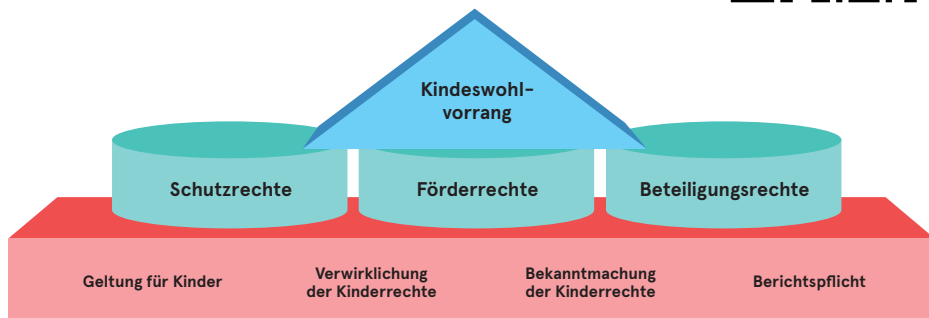 Kindeswohl-
vorrang
Schutzrechte
Förderrechte
Beteiligungsrechte
Geltung für Kinder
Verwirklichung
der Kinderrechte
Bekanntmachung
der Kinderrechte
Berichtspflicht